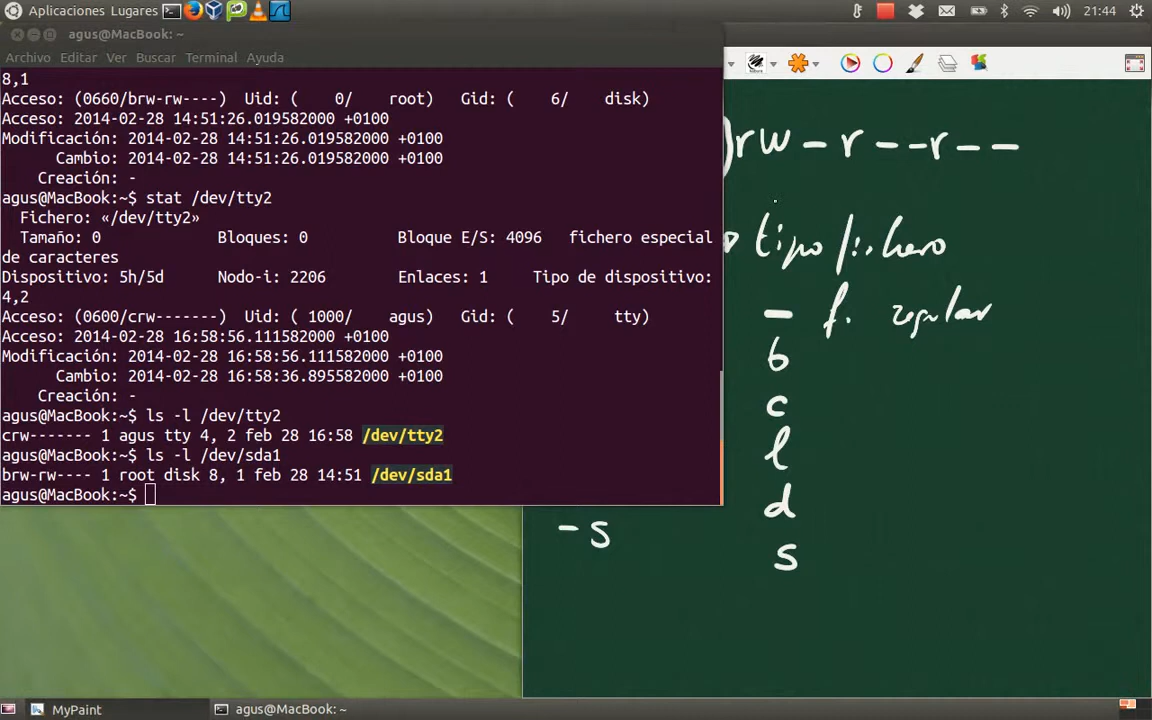 Aplicaciones Lugares 21:44
agus@MacBook: ~
Archivo Editar Ver Buscar Terminal Ayuda
8,1
Acceso: (0660/brw-rw----) Uid: ( 0/ root) Gid: ( 6/ disk)
Acceso: 2014-02-28 14:51:26.019582000 +0100
Modificación: 2014-02-28 14:51:26.019582000 +0100
Cambio: 2014-02-28 14:51:26.019582000 +0100
Creación: -
agus@MacBook:~$ stat /dev/tty2
Fichero: «/dev/tty2»
Tamaño: 0 Bloques: 0 Bloque E/S: 4096 fichero especial
de caracteres
Dispositivo: 5h/5d Nodo-i: 2206 Enlaces: 1 Tipo de dispositivo:
4,2
Acceso: (0600/crw-------) Uid: ( 1000/ agus) Gid: ( 5/ tty)
Acceso: 2014-02-28 16:58:56.111582000 +0100
Modificación: 2014-02-28 16:58:56.111582000 +0100
Cambio: 2014-02-28 16:58:36.895582000 +0100
Creación: -
agus@MacBook:~$ ls -l /dev/tty2
crw------- 1 agus tty 4, 2 feb 28 16:58 /dev/tty2
agus@MacBook:~$ ls -l /dev/sda1
brw-rw---- 1 root disk 8, 1 feb 28 14:51 /dev/sda1
agus@MacBook:~$
)rw-r--r--
tipo fichero
- f. regular
b
c
l
d
s
- s
MyPaint
agus@MacBook: ~